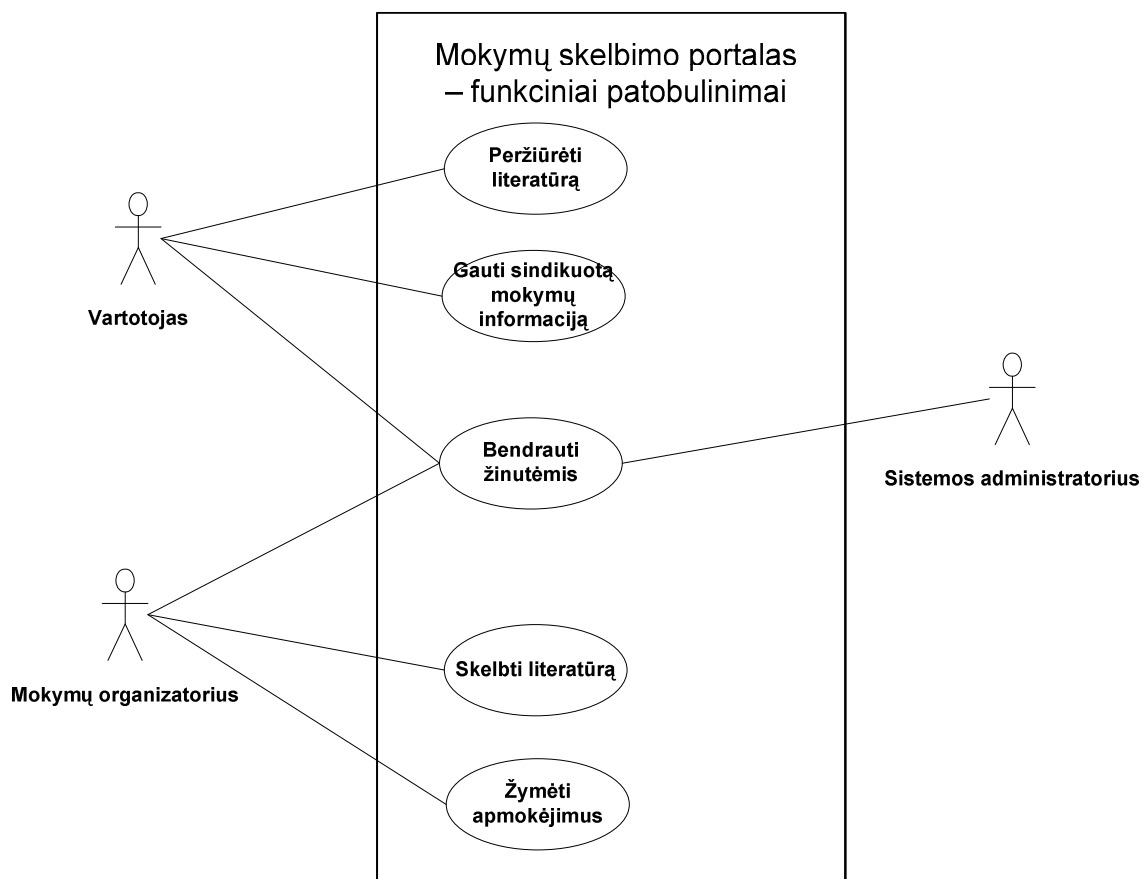 Mokymų skelbimo portalas
– funkciniai patobulinimai
Peržiūrėti
literatūrą
Gauti sindikuotą
mokymų
informaciją
Vartotojas
Bendrauti
žinutėmis
Sistemos administratorius
Skelbti literatūrą
Mokymų organizatorius
Žymėti
apmokėjimus